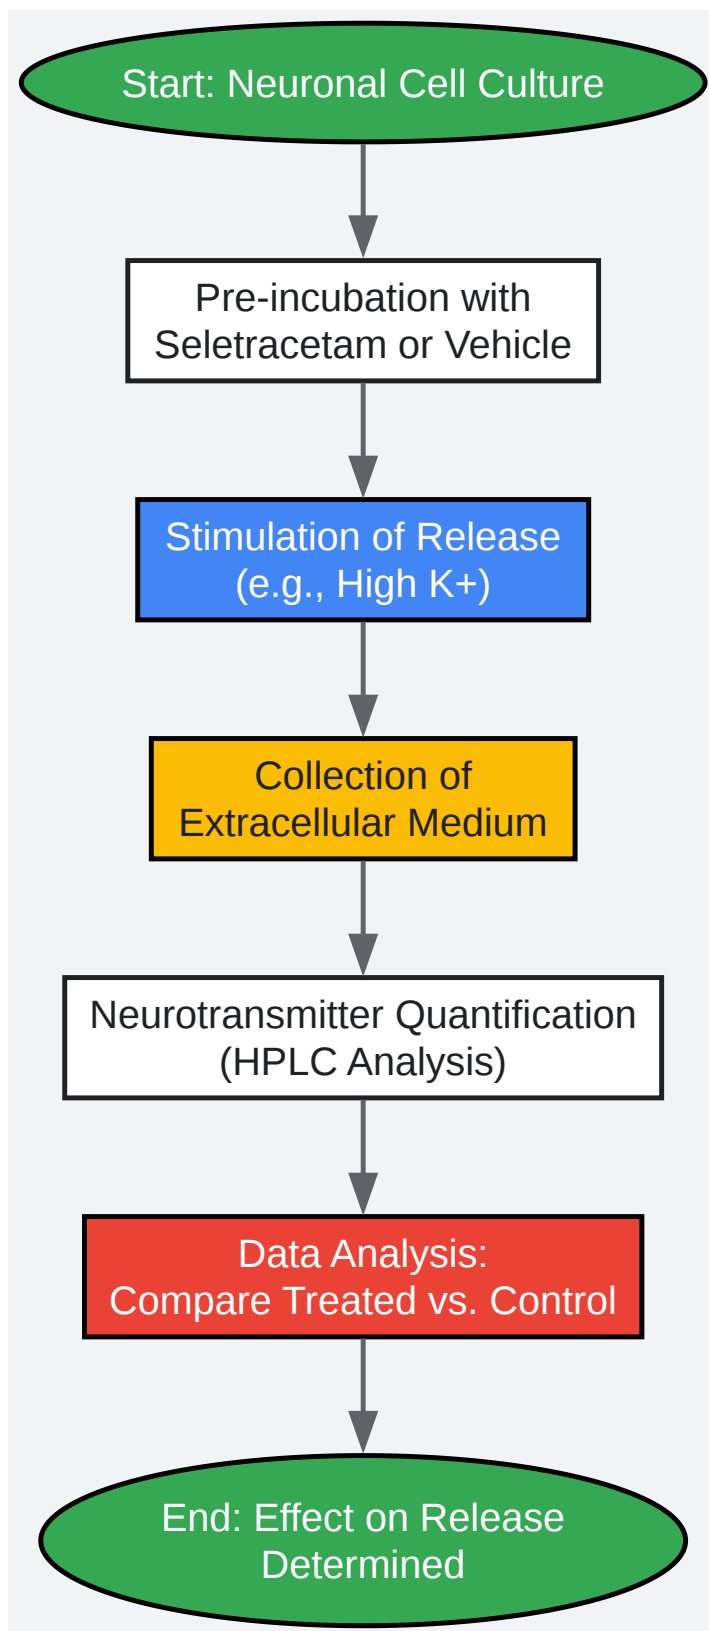 Start: Neuronal Cell Culture
Pre-incubation with
Seletracetam or Vehicle
Stimulation of Release
(e.g., High K+)
Collection of
Extracellular Medium
Neurotransmitter Quantification
(HPLC Analysis)
Data Analysis:
Compare Treated vs. Control
End: Effect on Release
Determined